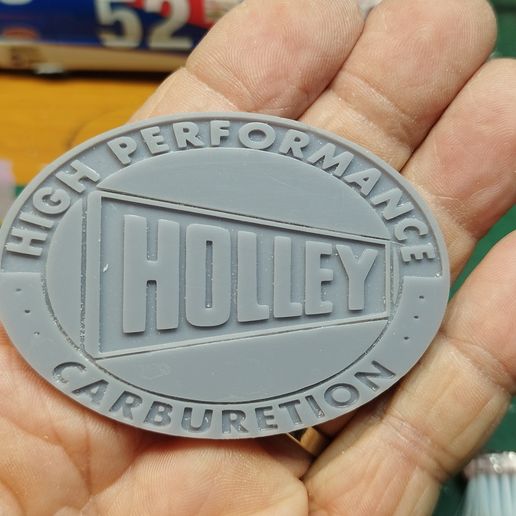 52
HIGH PERFORMANCE
HOLLEY
CARBURETION